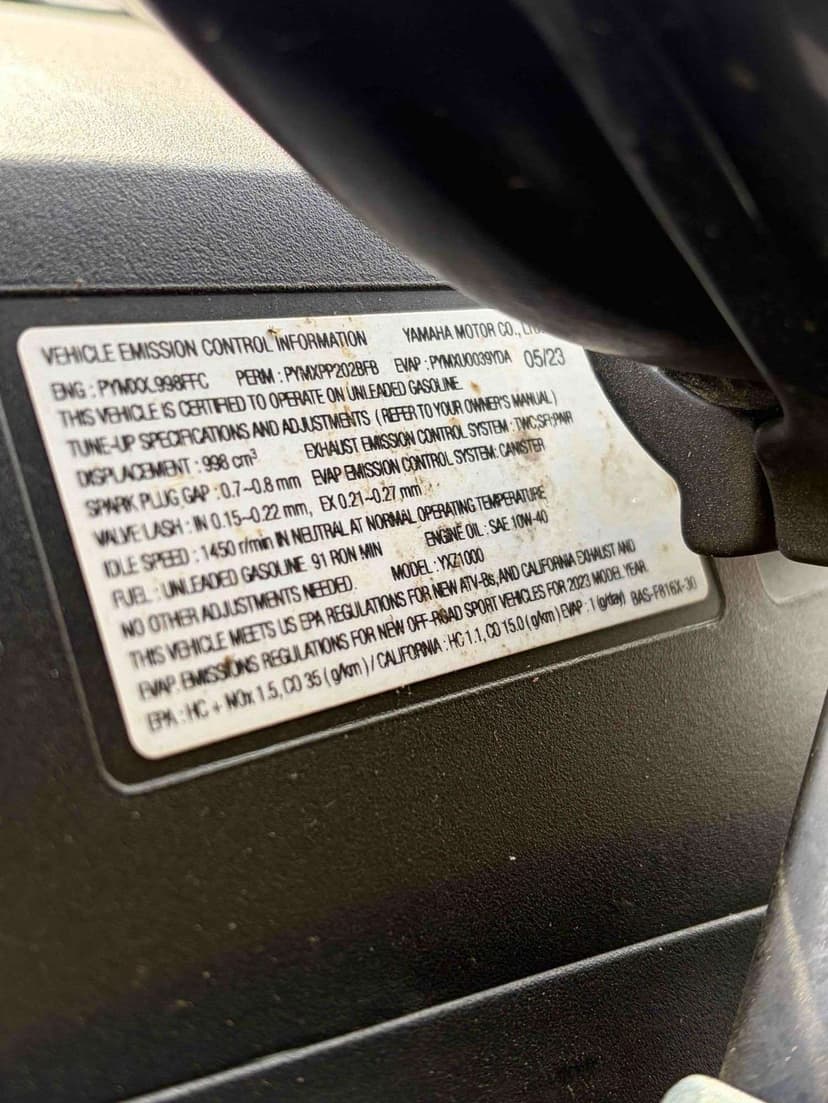 VEHICLE EMISSION CONTROL INFORMATION YAMAHA MOTOR CO., LTD.
ENG : PYMXX.998FFC PERM : PYMXPP202BFB EVAP : PYMXU0039YDA 05/23
THIS VEHICLE IS CERTIFIED TO OPERATE ON UNLEADED GASOLINE.
TUNE-UP SPECIFICATIONS AND ADJUSTMENTS ( REFER TO YOUR OWNER'S MANUAL )
DISPLACEMENT : 998 cm³ EXHAUST EMISSION CONTROL SYSTEM : TWC,SFI,PAIR
SPARK PLUG GAP : 0.7~0.8 mm EVAP EMISSION CONTROL SYSTEM: CANISTER
VALVE LASH : IN 0.15~0.22 mm, EX 0.21~0.27 mm
IDLE SPEED : 1450 r/min IN NEUTRAL AT NORMAL OPERATING TEMPERATURE.
FUEL : UNLEADED GASOLINE 91 RON MIN ENGINE OIL : SAE 10W-40
NO OTHER ADJUSTMENTS NEEDED. MODEL : YXZ1000
THIS VEHICLE MEETS US EPA REGULATIONS FOR NEW ATV-Bs, AND CALIFORNIA EXHAUST AND
EVAP. EMISSIONS REGULATIONS FOR NEW OFF-ROAD SPORT VEHICLES FOR 2023 MODEL YEAR.
EPA : HC + NOx 1.5, CO 35 ( g/km ) / CALIFORNIA : HC 1.1, CO 15.0 ( g/km ) EVAP : 1 (g/day) BAS-F816X-30